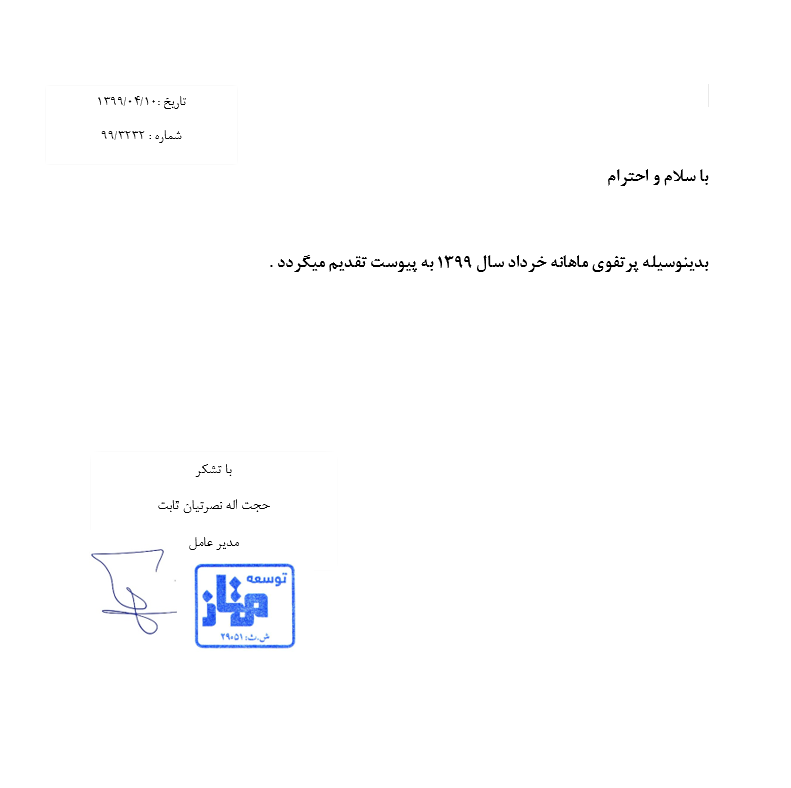 تاریخ :۱۳۹۹/۰۴/۱۰
شماره : ۹۹/۳۲۳۲
با سلام و احترام
بدینوسیله پرتفوی ماهانه خرداد سال ۱۳۹۹ به پیوست تقدیم میگردد .
با تشکر
حجت اله نصرتیان ثابت
مدیر عامل
توسعه
ممتاز
ش.ث: ۲۹۰۵۱